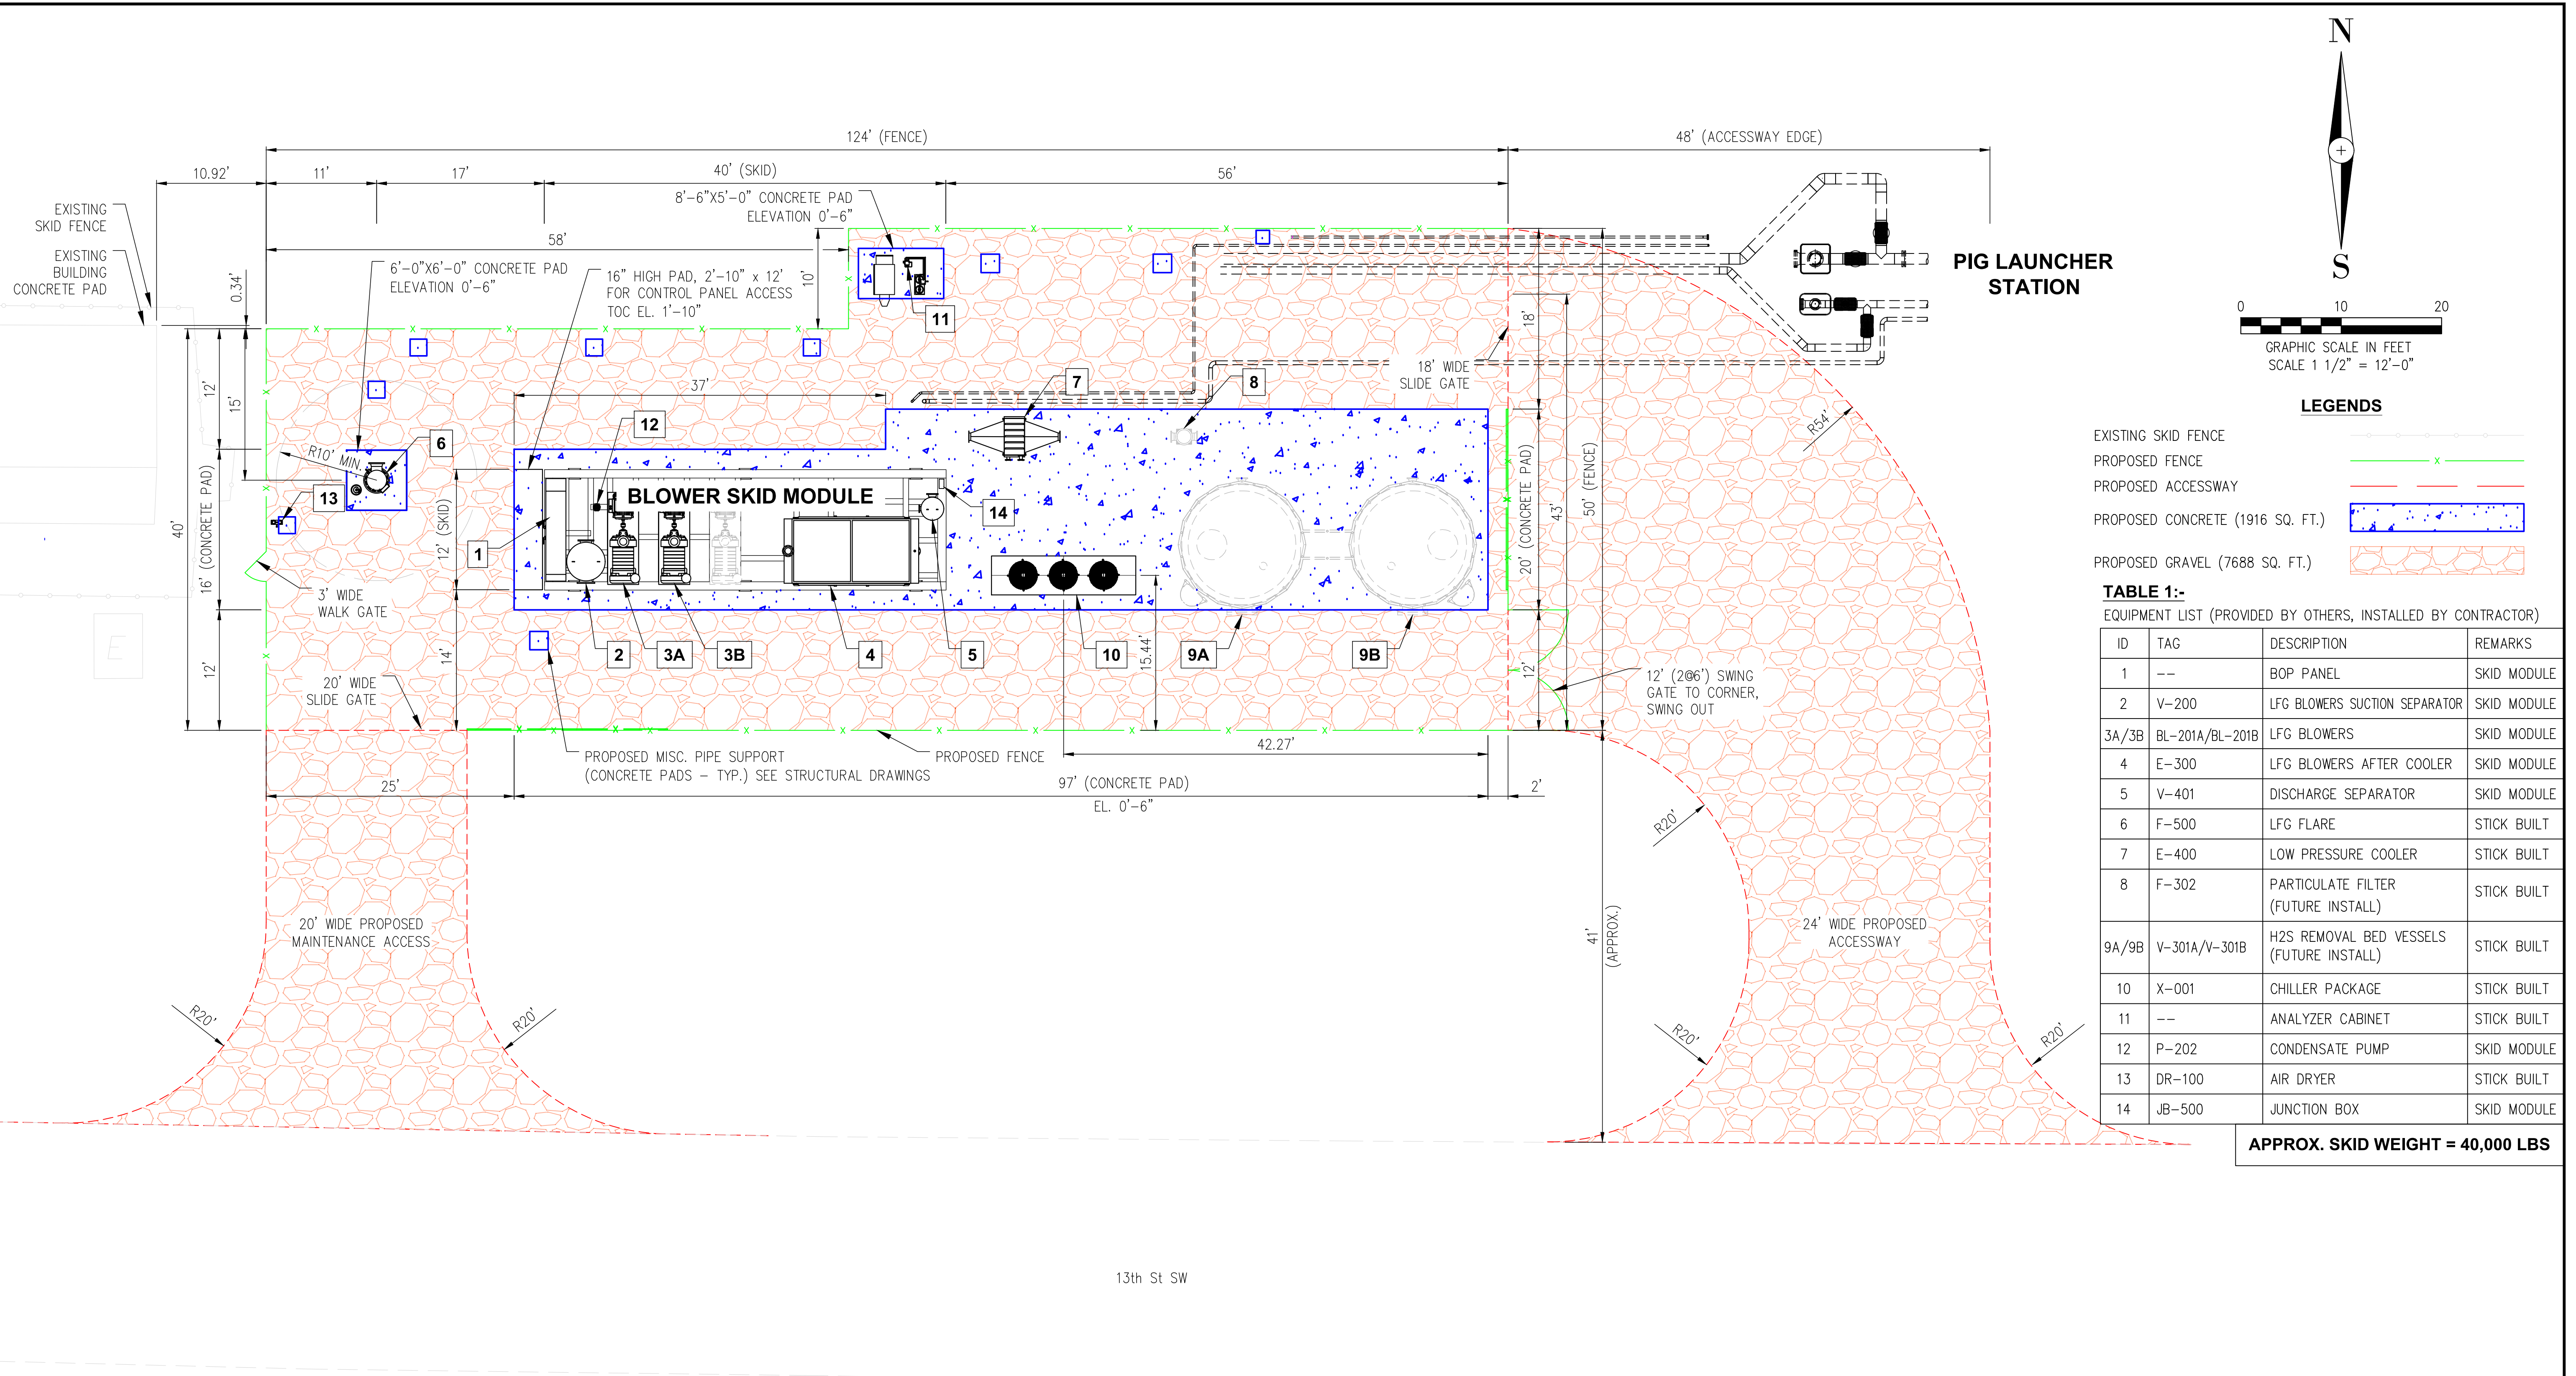 N
S
0 10 20
GRAPHIC SCALE IN FEET
SCALE 1 1/2" = 12'-0"
124' (FENCE)
48' (ACCESSWAY EDGE)
10.92'
11'
17'
40' (SKID)
56'
EXISTING
SKID FENCE
EXISTING
BUILDING
CONCRETE PAD
58'
8'-6"X5'-0" CONCRETE PAD
ELEVATION 0'-6"
6'-0"X6'-0" CONCRETE PAD
ELEVATION 0'-6"
16" HIGH PAD, 2'-10" x 12'
FOR CONTROL PANEL ACCESS
TOC EL. 1'-10"
10'
0.34'
11
PIG LAUNCHER
STATION
18'
18' WIDE
SLIDE GATE
12'
15'
37'
7
8
12
6
R10' MIN.
R54'
13
40'
16' (CONCRETE PAD)
12' (SKID)
BLOWER SKID MODULE
14
1
20' (CONCRETE PAD)
43'
50' (FENCE)
3' WIDE
WALK GATE
E
12'
14'
2
3A
3B
4
5
10
15.44'
9A
9B
12'
12' (2@6') SWING
GATE TO CORNER,
SWING OUT
20' WIDE
SLIDE GATE
PROPOSED MISC. PIPE SUPPORT
(CONCRETE PADS - TYP.) SEE STRUCTURAL DRAWINGS
PROPOSED FENCE
42.27'
25'
97' (CONCRETE PAD)
EL. 0'-6"
2'
R20'
41'
(APPROX.)
20' WIDE PROPOSED
MAINTENANCE ACCESS
24' WIDE PROPOSED
ACCESSWAY
R20'
R20'
R20'
R20'
13th St SW
LEGENDS
EXISTING SKID FENCE
PROPOSED FENCE
PROPOSED ACCESSWAY
PROPOSED CONCRETE (1916 SQ. FT.)
PROPOSED GRAVEL (7688 SQ. FT.)
TABLE 1:-
EQUIPMENT LIST (PROVIDED BY OTHERS, INSTALLED BY CONTRACTOR)
ID TAG DESCRIPTION REMARKS
1 -- BOP PANEL SKID MODULE
2 V-200 LFG BLOWERS SUCTION SEPARATOR SKID MODULE
3A/3B BL-201A/BL-201B LFG BLOWERS SKID MODULE
4 E-300 LFG BLOWERS AFTER COOLER SKID MODULE
5 V-401 DISCHARGE SEPARATOR SKID MODULE
6 F-500 LFG FLARE STICK BUILT
7 E-400 LOW PRESSURE COOLER STICK BUILT
8 F-302 PARTICULATE FILTER
(FUTURE INSTALL) STICK BUILT
9A/9B V-301A/V-301B H2S REMOVAL BED VESSELS
(FUTURE INSTALL) STICK BUILT
10 X-001 CHILLER PACKAGE STICK BUILT
11 -- ANALYZER CABINET STICK BUILT
12 P-202 CONDENSATE PUMP SKID MODULE
13 DR-100 AIR DRYER STICK BUILT
14 JB-500 JUNCTION BOX SKID MODULE
APPROX. SKID WEIGHT = 40,000 LBS